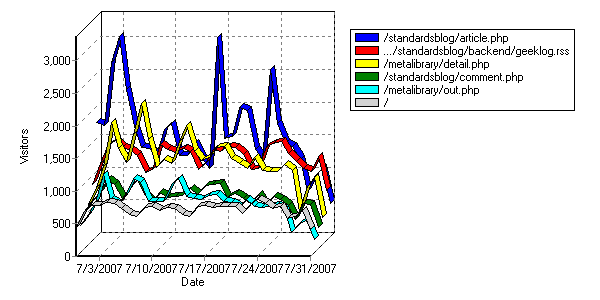 /standardsblog/article.php
.../standardsblog/backend/geeklog.rss
/metalibrary/detail.php
/standardsblog/comment.php
/metalibrary/out.php
/
3,000
2,500
2,000
1,500
1,000
500
0
Visitors
7/3/2007 7/10/2007 7/17/2007 7/24/2007 7/31/2007
Date